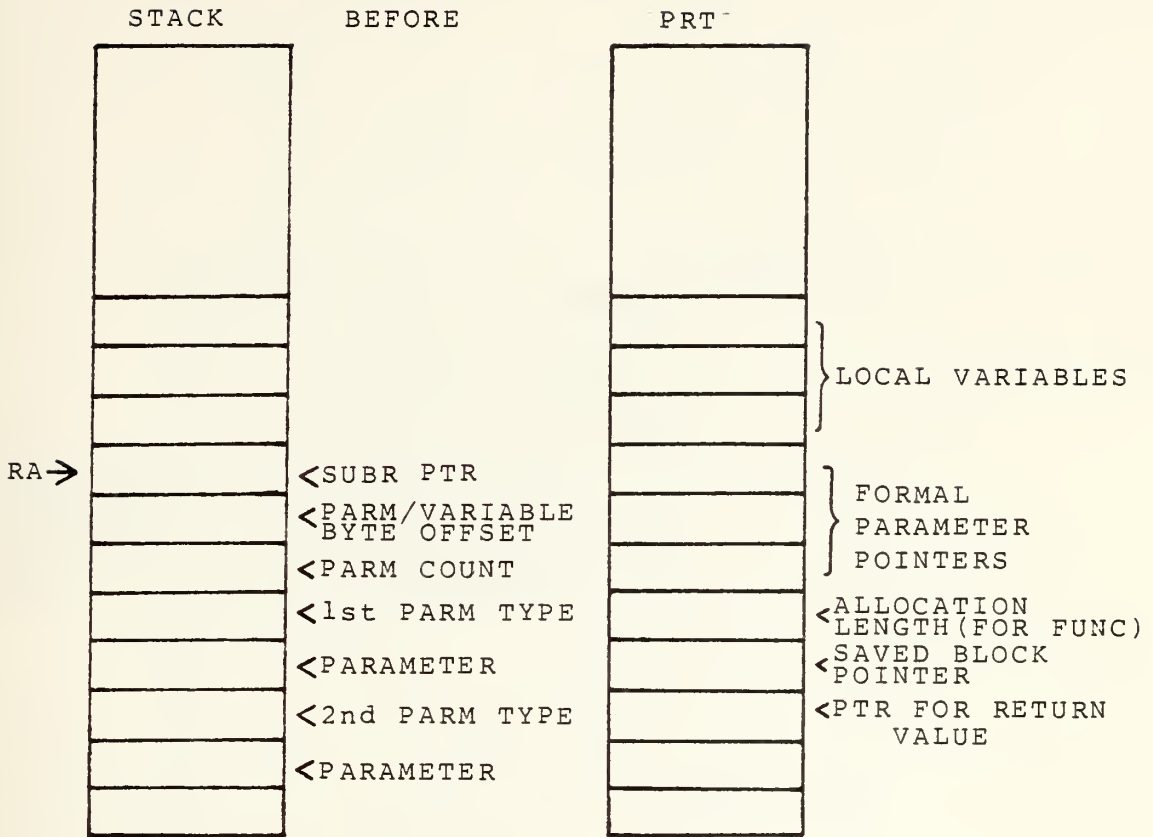 STACK BEFORE PRT
LOCAL VARIABLES
RA→ <SUBR PTR
<PARM/VARIABLE
BYTE OFFSET
<PARM COUNT
<1st PARM TYPE
<PARAMETER
<2nd PARM TYPE
<PARAMETER
FORMAL
PARAMETER
POINTERS
<ALLOCATION
LENGTH(FOR FUNC)
<SAVED BLOCK
POINTER
<PTR FOR RETURN
VALUE